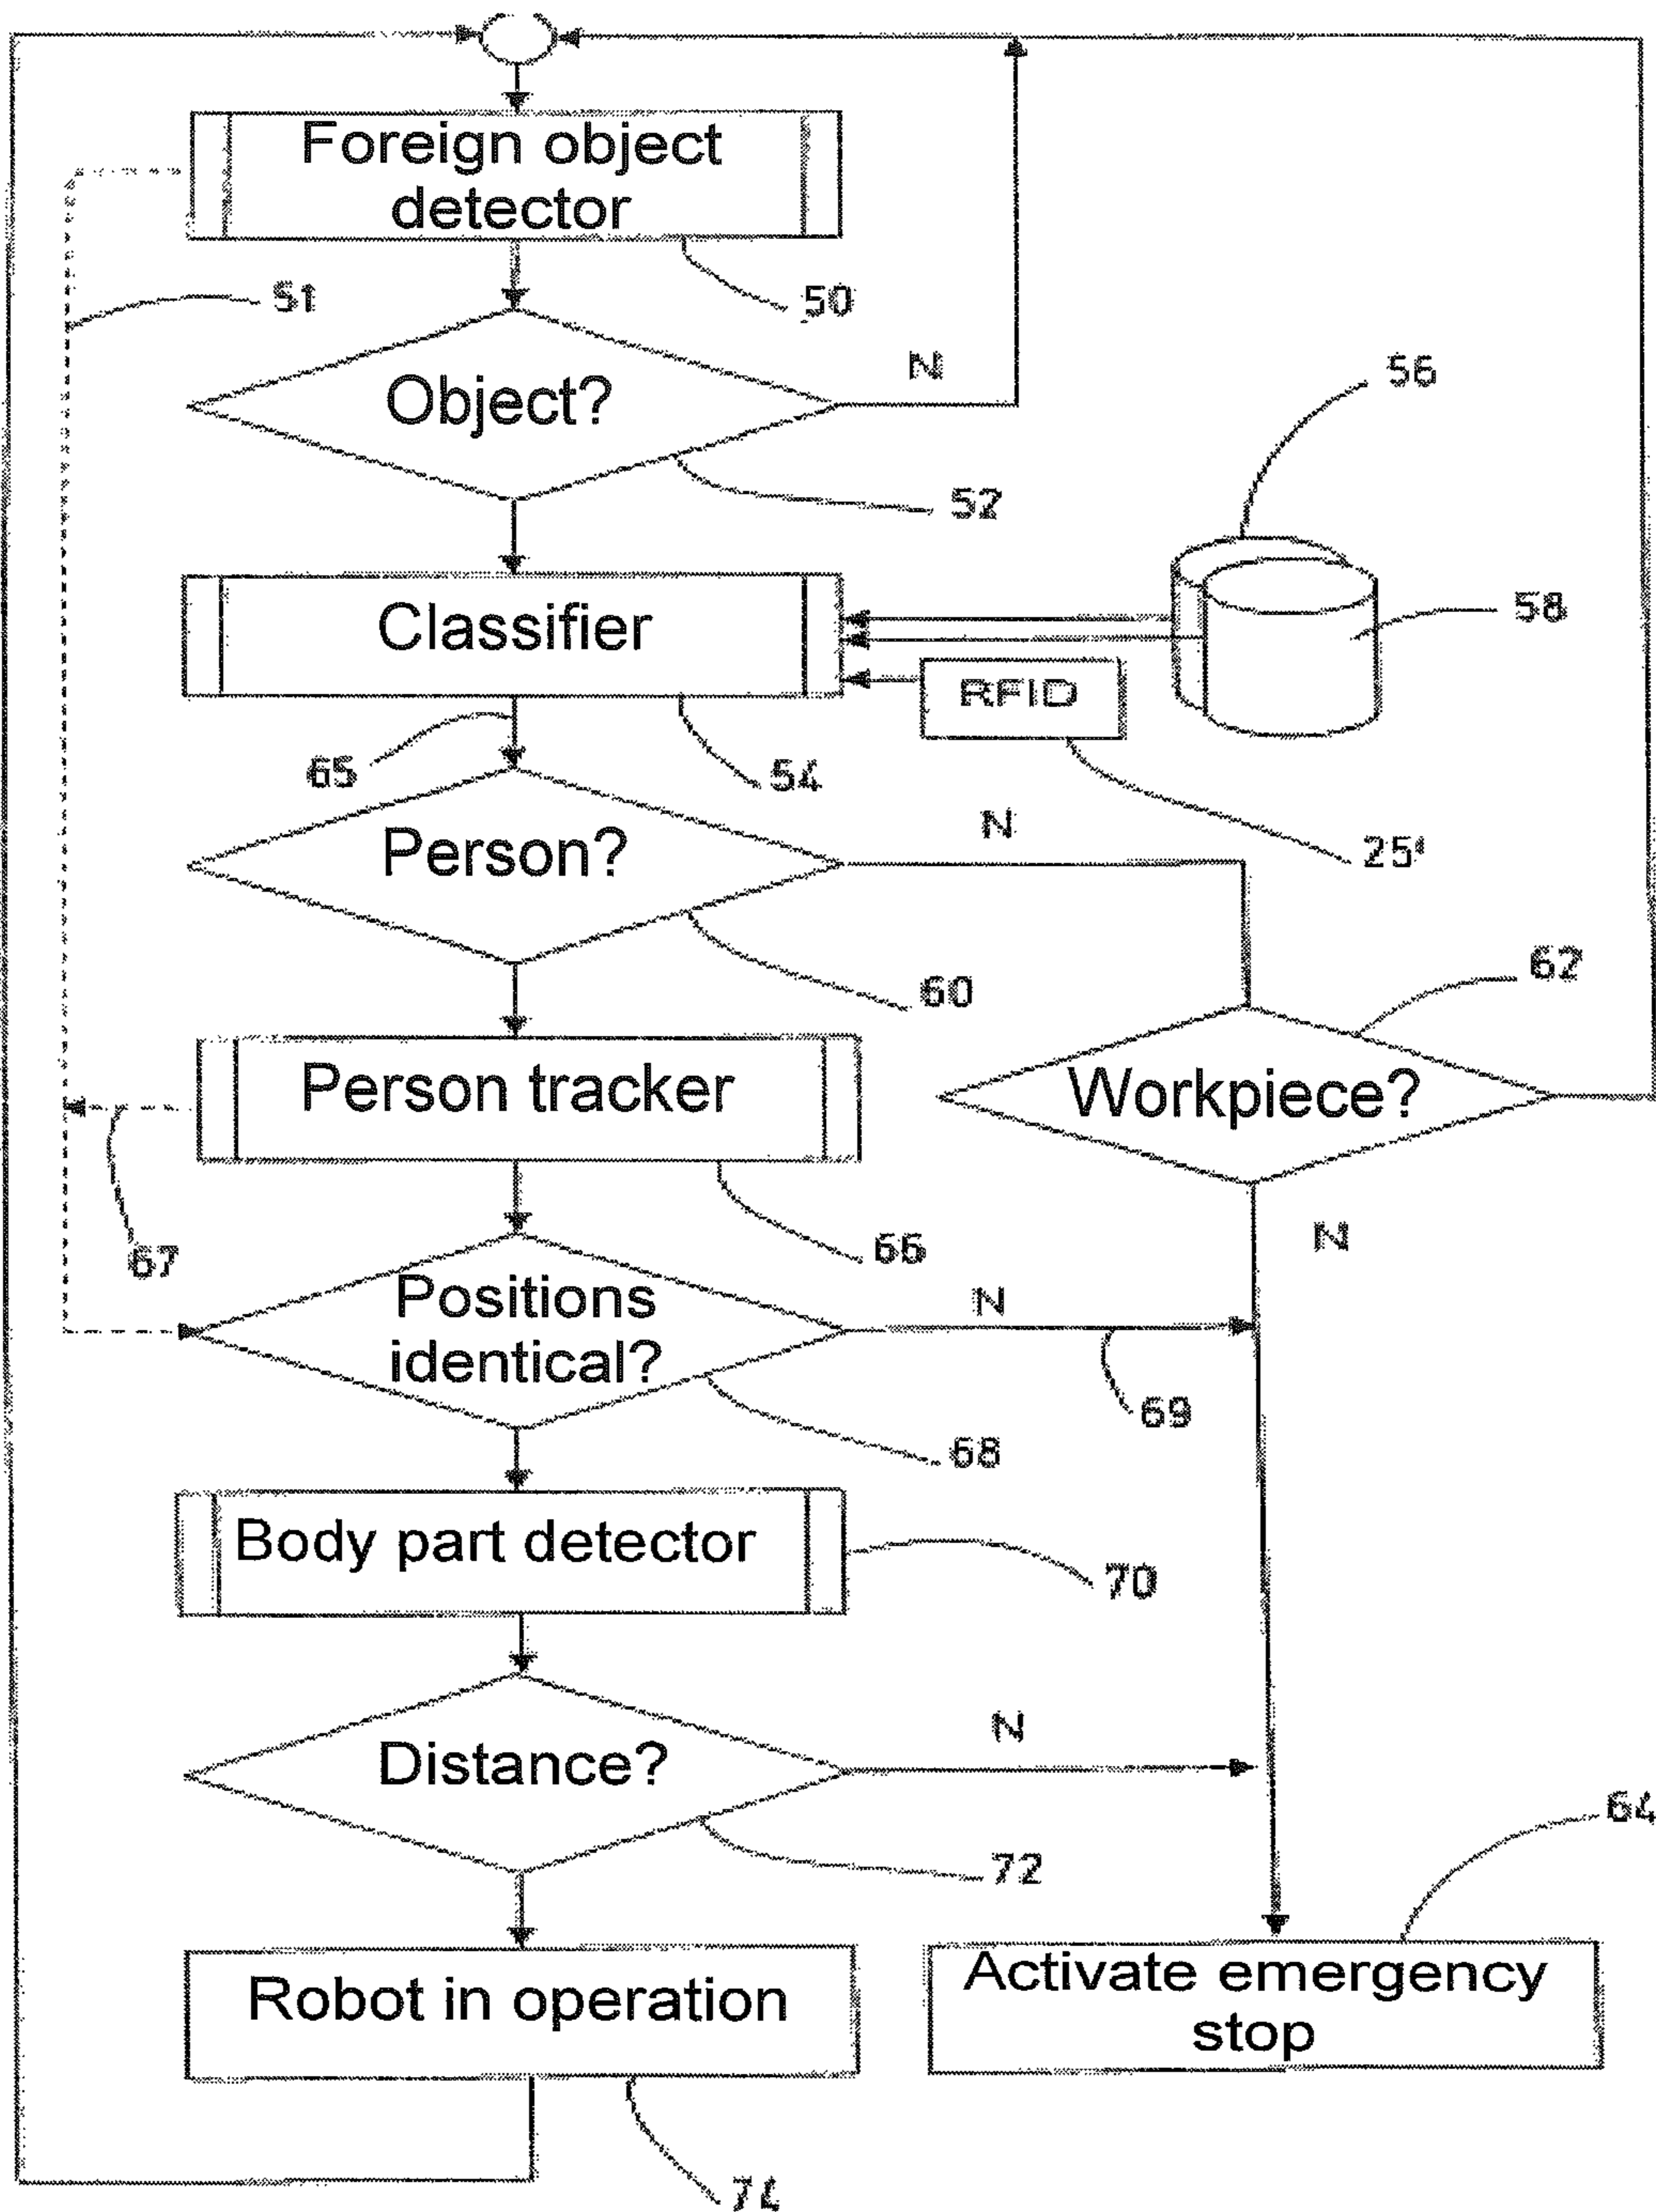 Foreign object
detector
51
50
Object?
N
56
52
Classifier
58
RFID
65
54
25'
Person?
N
60
62
Person tracker
Workpiece?
67
66
N
Positions
identical?
N
69
68
Body part detector
70
Distance?
N
72
64
Robot in operation
Activate emergency
stop
74